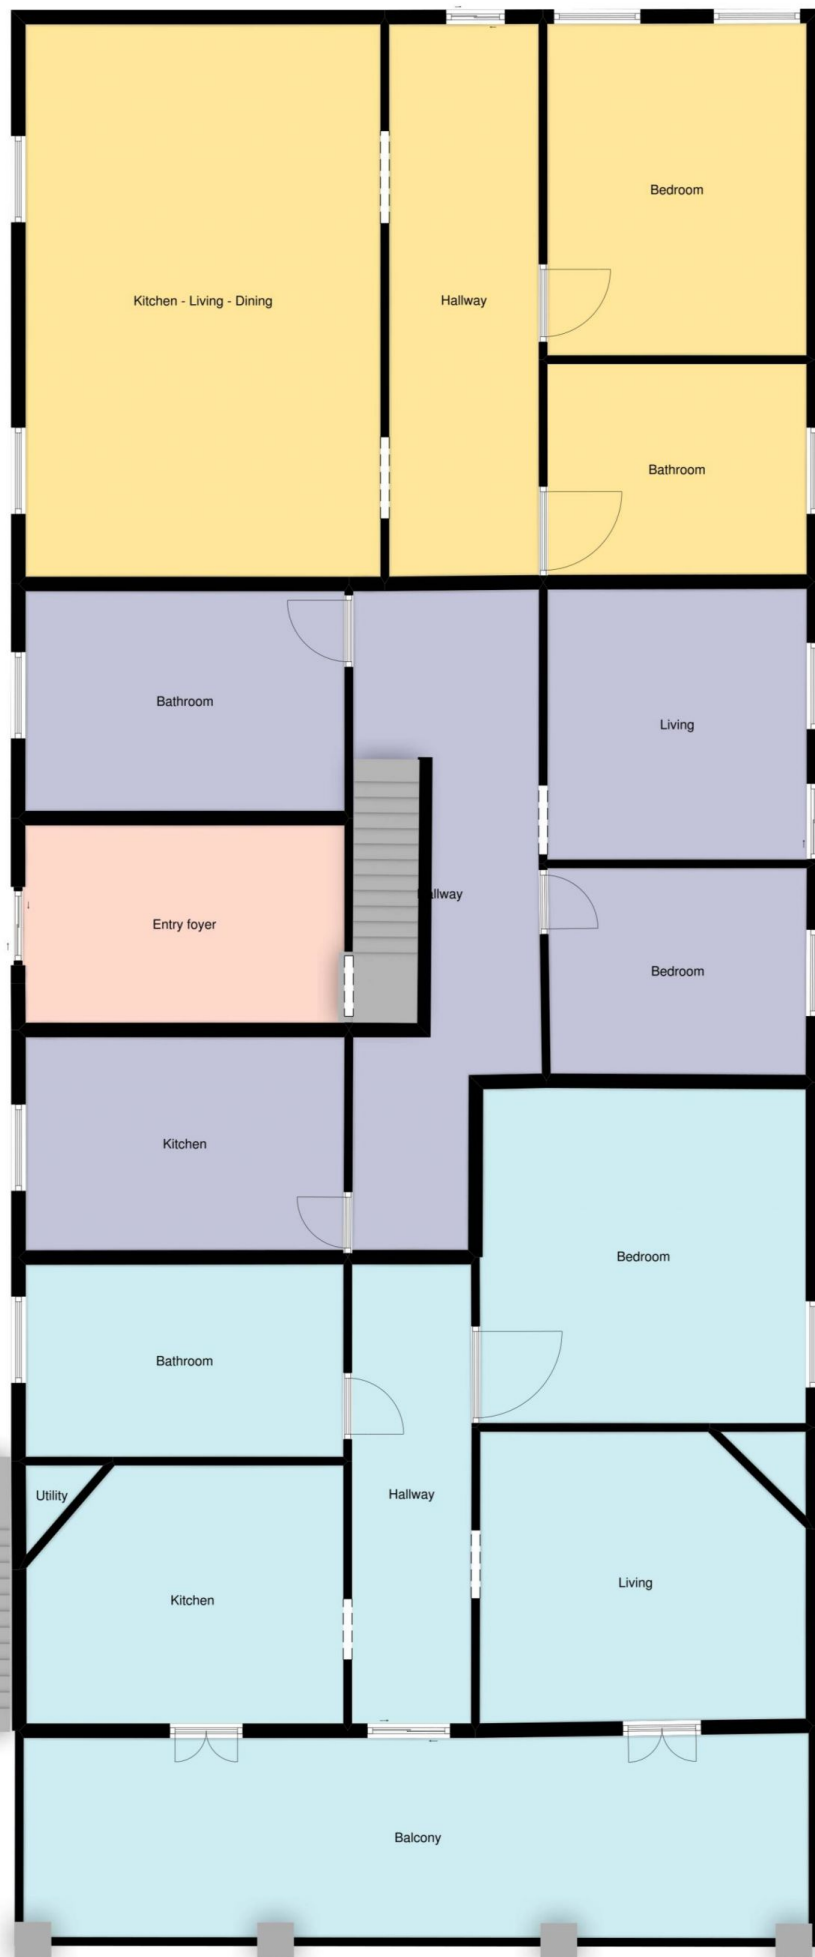 Bedroom
Kitchen - Living - Dining
Hallway
Bathroom
Bathroom
Living
Entry foyer
Bedroom
Kitchen
Bedroom
Bathroom
Utility
Hallway
Kitchen
Living
Balcony